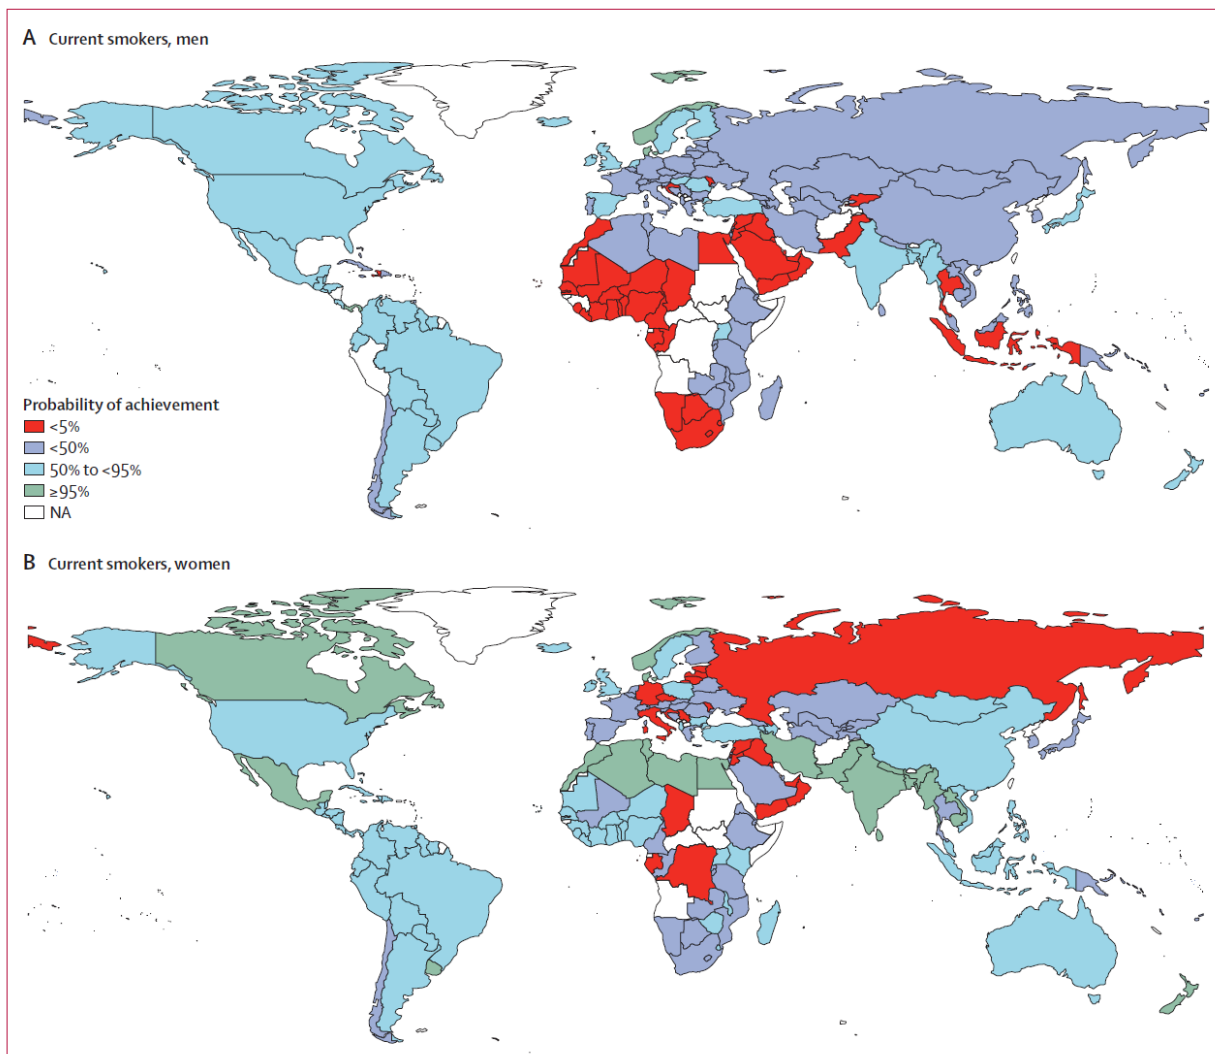 A Current smokers, men
Probability of achievement
<5%
<50%
50% to <95%
≥95%
NA
B Current smokers, women